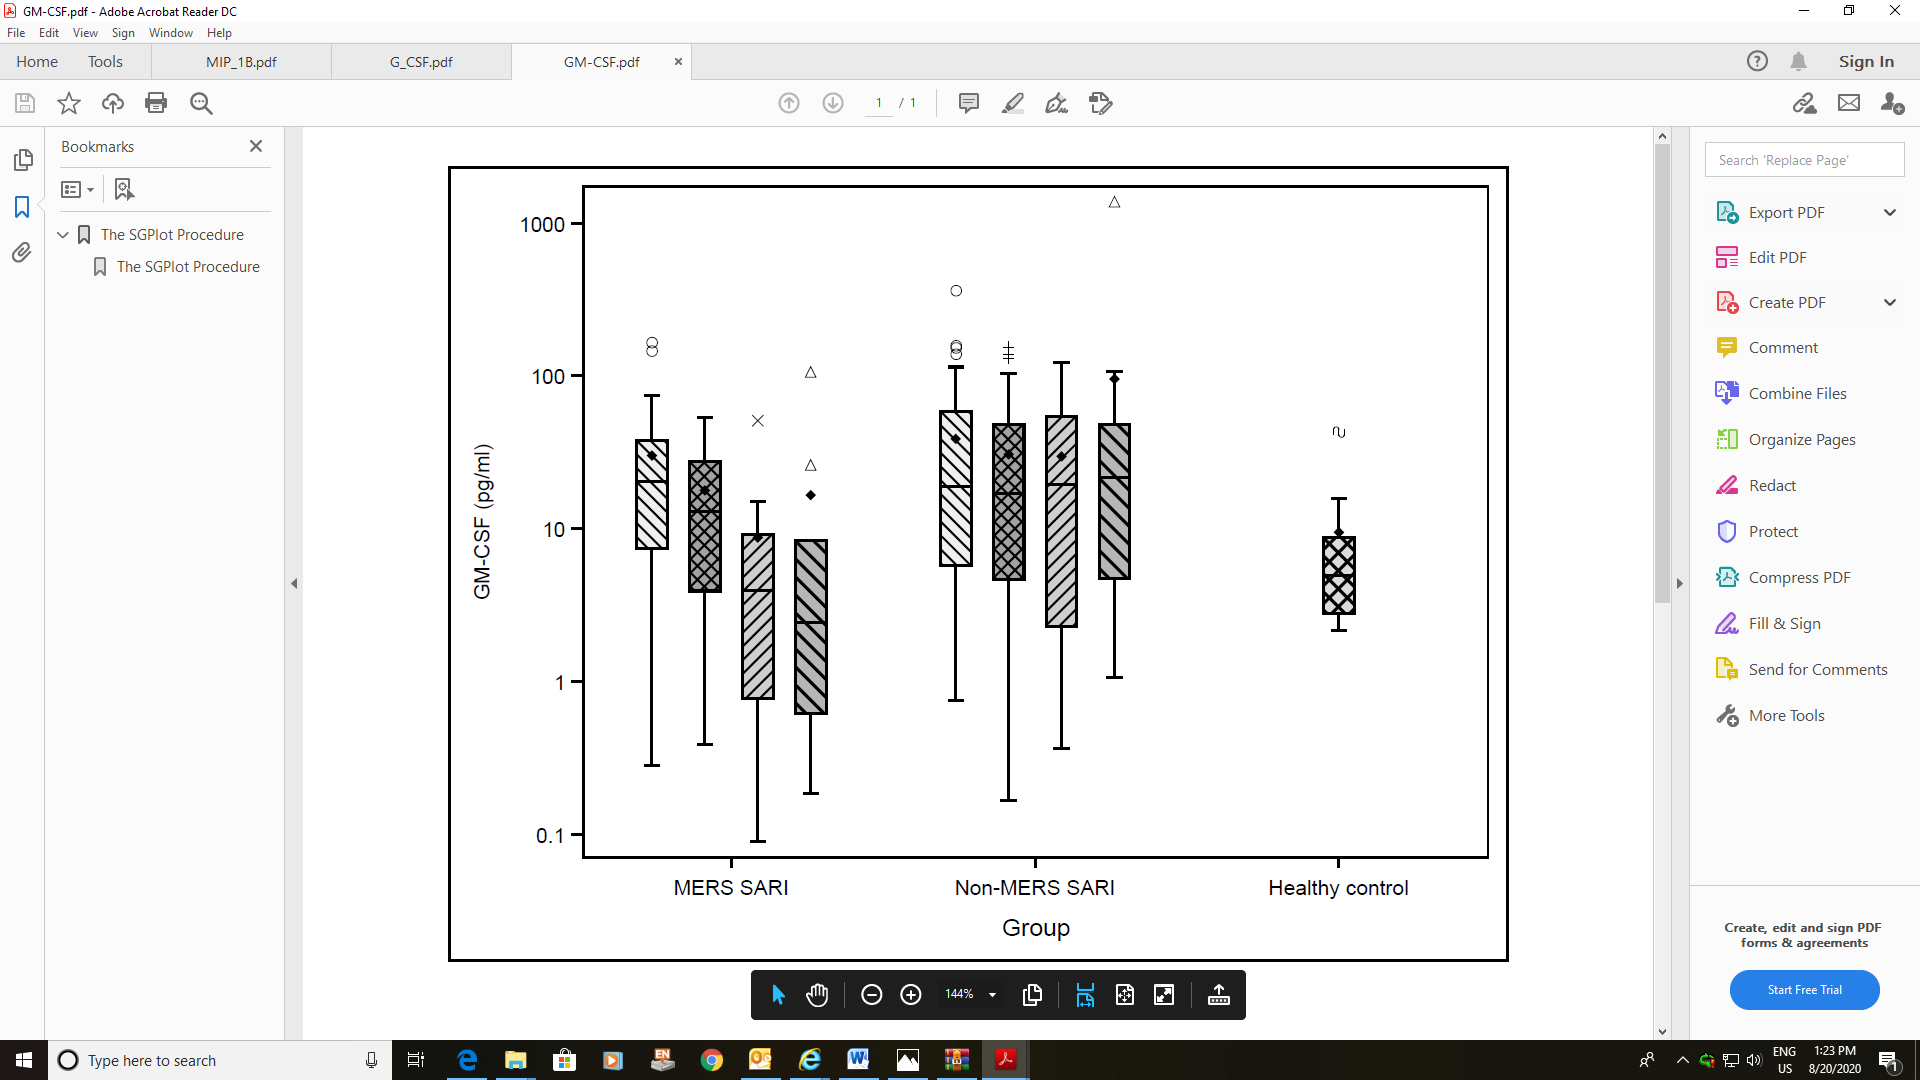 GM-CSF.pdf - Adobe Acrobat Reader DC
File Edit View Sign Window Help
Home Tools MIP_1B.pdf G_CSF.pdf GM-CSF.pdf Sign In
1 / 1
Bookmarks
The SGPlot Procedure
The SGPlot Procedure
1000
100
10
1
0.1
GM-CSF (pg/ml)
MERS SARI Non-MERS SARI Healthy control
Group
Search 'Replace Page'
Export PDF
Edit PDF
Create PDF
Comment
Combine Files
Organize Pages
Redact
Protect
Compress PDF
Fill & Sign
Send for Comments
More Tools
Create, edit and sign PDF
forms & agreements
Start Free Trial
144%
Type here to search
EN
ENG
US
1:23 PM
8/20/2020
1